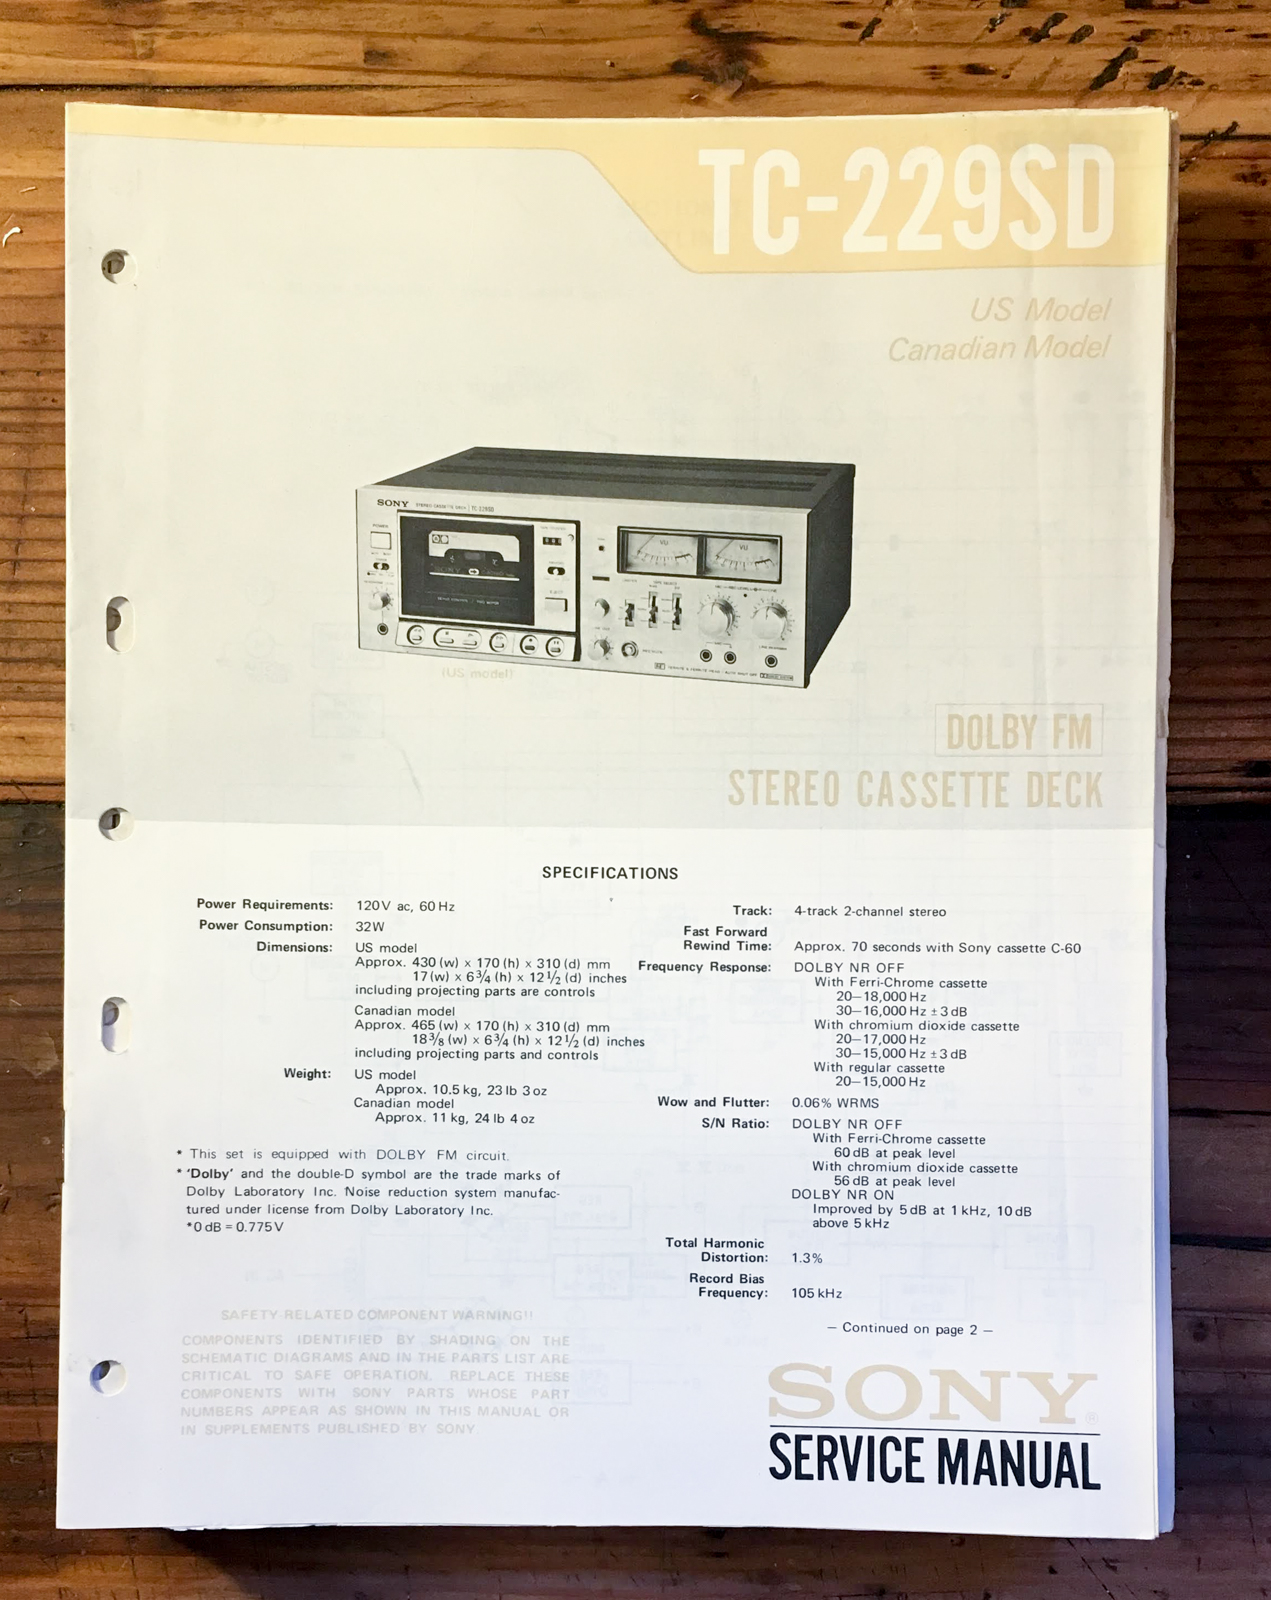 TC-229SD
US Model
Canadian Model
SONY STEREO CASSETTE DECK | TC-229SD
POWER
VU
VU
EJECT
(US model)
DOLBY FM
STEREO CASSETTE DECK
SPECIFICATIONS
Power Requirements: 120V ac, 60 Hz
Power Consumption: 32W
Dimensions: US model
Approx. 430 (w) x 170 (h) x 310 (d) mm
17 (w) x 6 3/4 (h) x 12 1/2 (d) inches
including projecting parts are controls
Canadian model
Approx. 465 (w) x 170 (h) x 310 (d) mm
18 3/8 (w) x 6 3/4 (h) x 12 1/2 (d) inches
including projecting parts and controls
Weight: US model
Approx. 10.5 kg, 23 lb 3 oz
Canadian model
Approx. 11 kg, 24 lb 4 oz
* This set is equipped with DOLBY FM circuit.
* 'Dolby' and the double-D symbol are the trade marks of
Dolby Laboratory Inc. Noise reduction system manufac-
tured under license from Dolby Laboratory Inc.
*0 dB = 0.775 V
Track: 4-track 2-channel stereo
Fast Forward
Rewind Time: Approx. 70 seconds with Sony cassette C-60
Frequency Response: DOLBY NR OFF
With Ferri-Chrome cassette
20–18,000 Hz
30–16,000 Hz ±3 dB
With chromium dioxide cassette
20–17,000 Hz
30–15,000 Hz ±3 dB
With regular cassette
20–15,000 Hz
Wow and Flutter: 0.06% WRMS
S/N Ratio: DOLBY NR OFF
With Ferri-Chrome cassette
60 dB at peak level
With chromium dioxide cassette
56 dB at peak level
DOLBY NR ON
Improved by 5 dB at 1 kHz, 10 dB
above 5 kHz
Total Harmonic
Distortion: 1.3%
Record Bias
Frequency: 105 kHz
— Continued on page 2 —
SAFETY-RELATED COMPONENT WARNING!!
COMPONENTS IDENTIFIED BY SHADING ON THE
SCHEMATIC DIAGRAMS AND IN THE PARTS LIST ARE
CRITICAL TO SAFE OPERATION. REPLACE THESE
COMPONENTS WITH SONY PARTS WHOSE PART
NUMBERS APPEAR AS SHOWN IN THIS MANUAL OR
IN SUPPLEMENTS PUBLISHED BY SONY
SONY®
SERVICE MANUAL